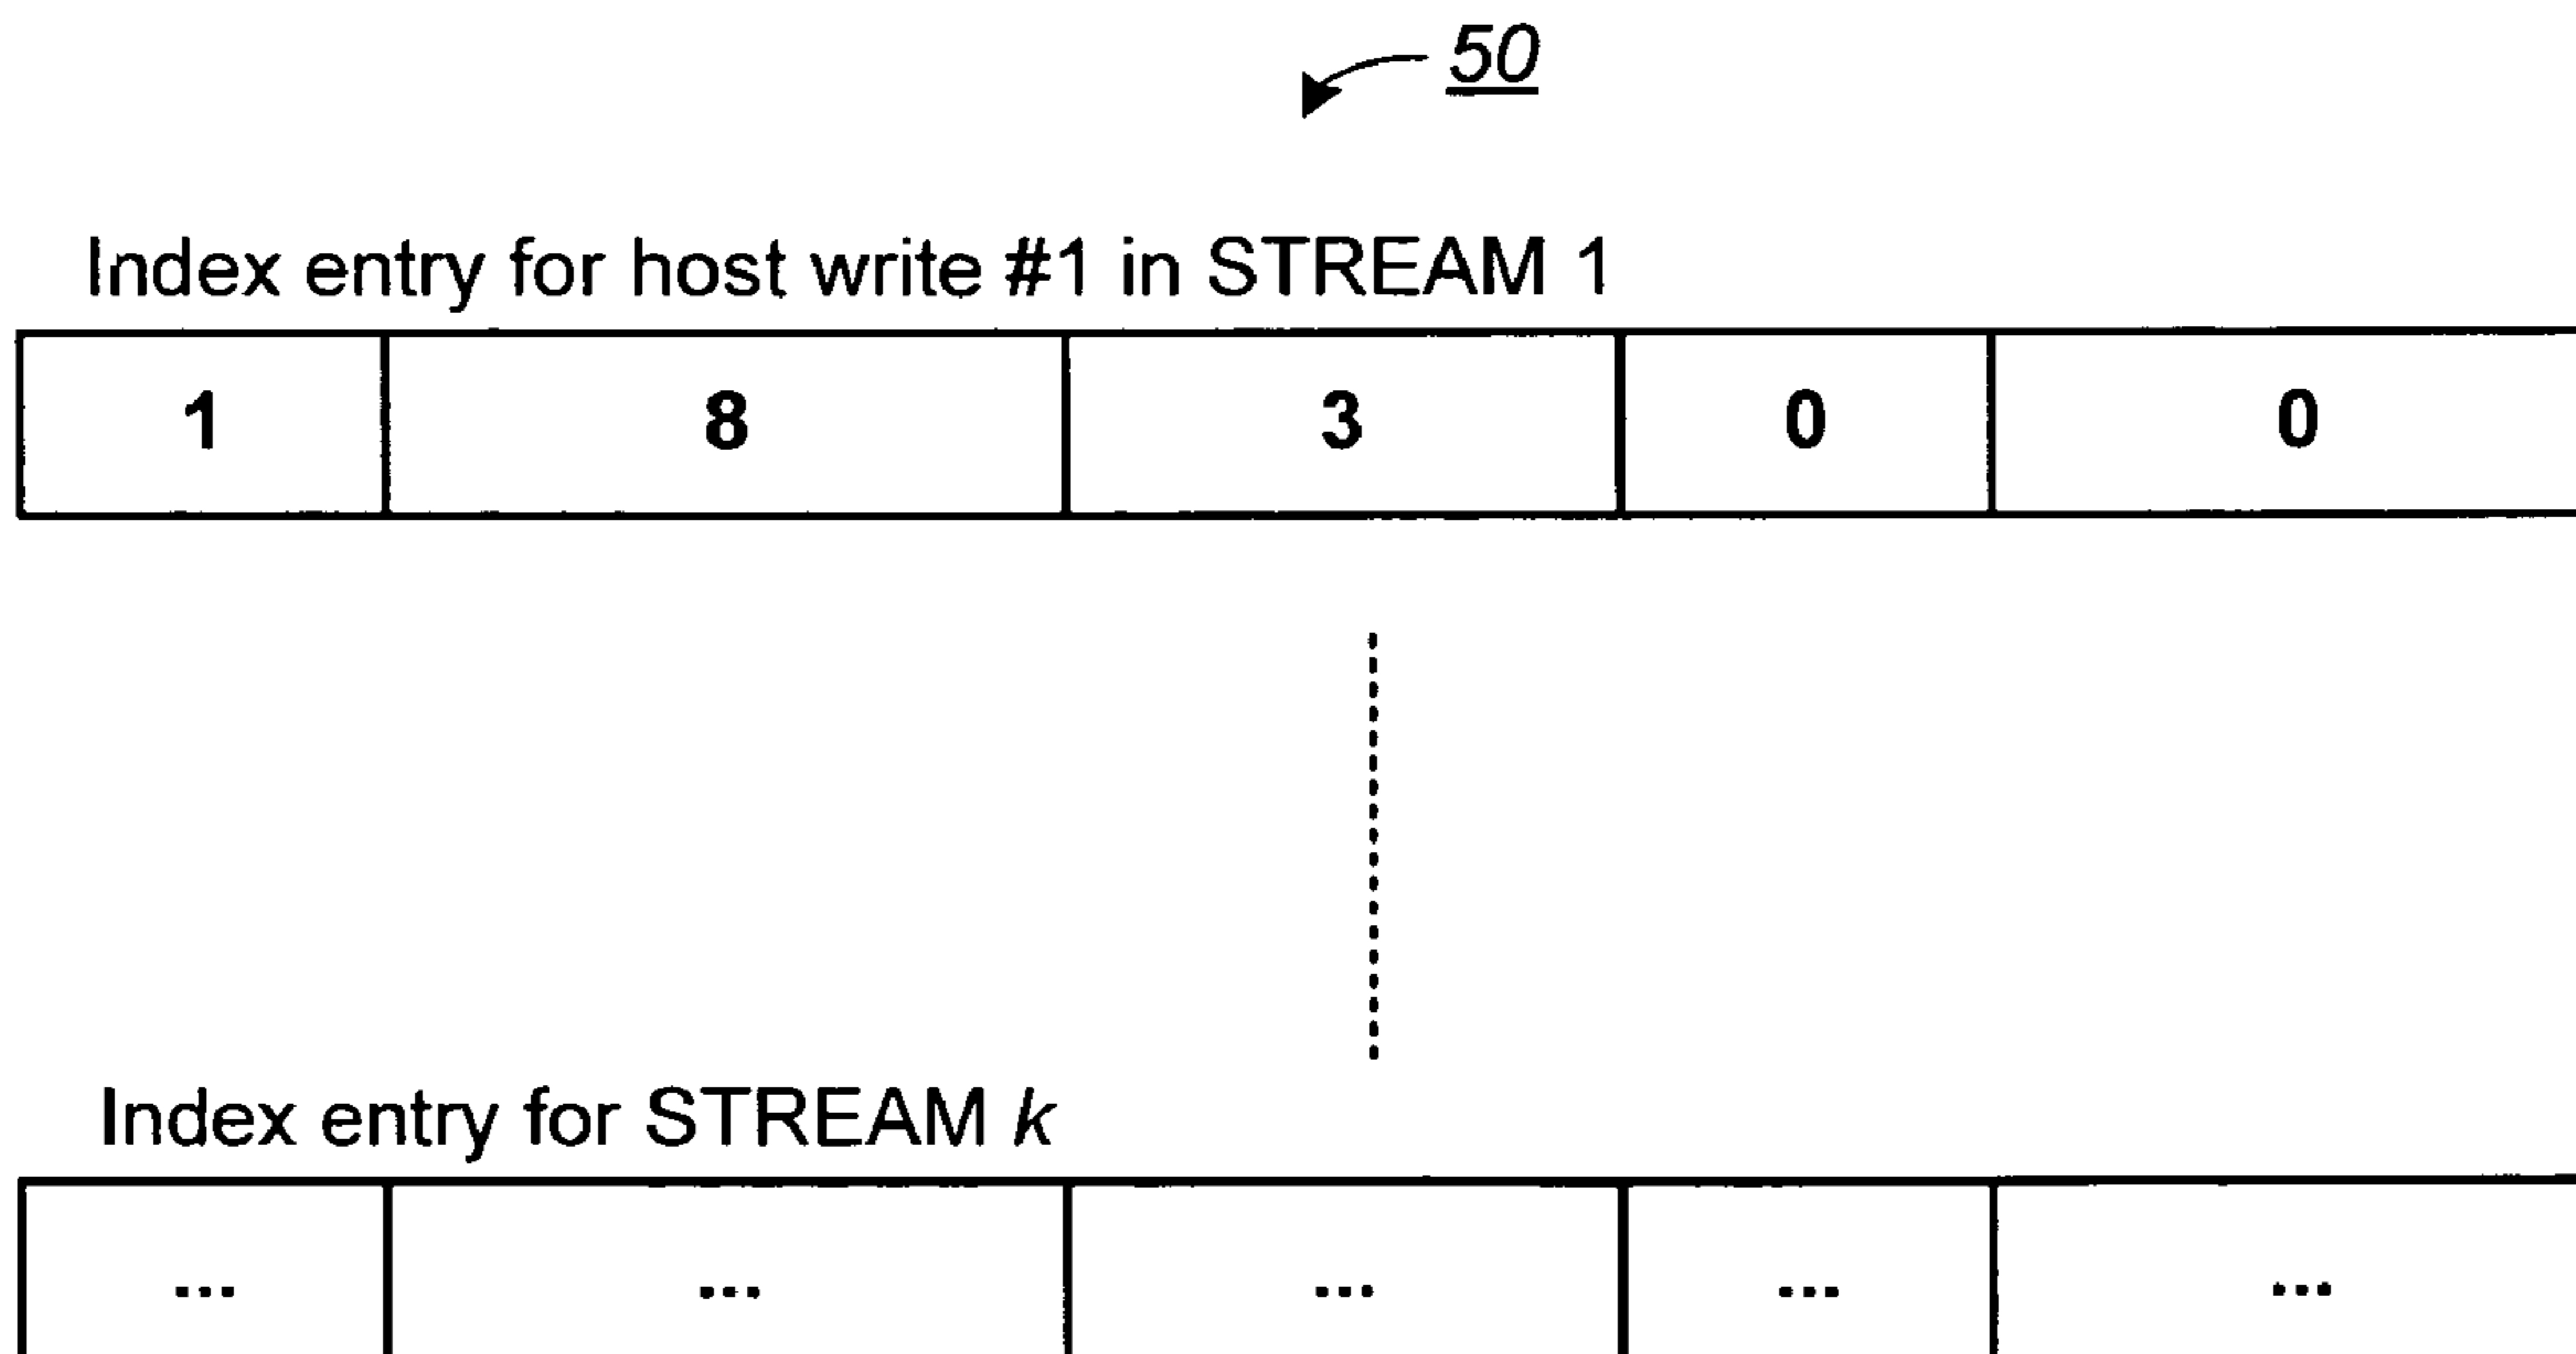 50
Index entry for host write #1 in STREAM 1
1 8 3 0 0
Index entry for STREAM k
... ... ... ... ...